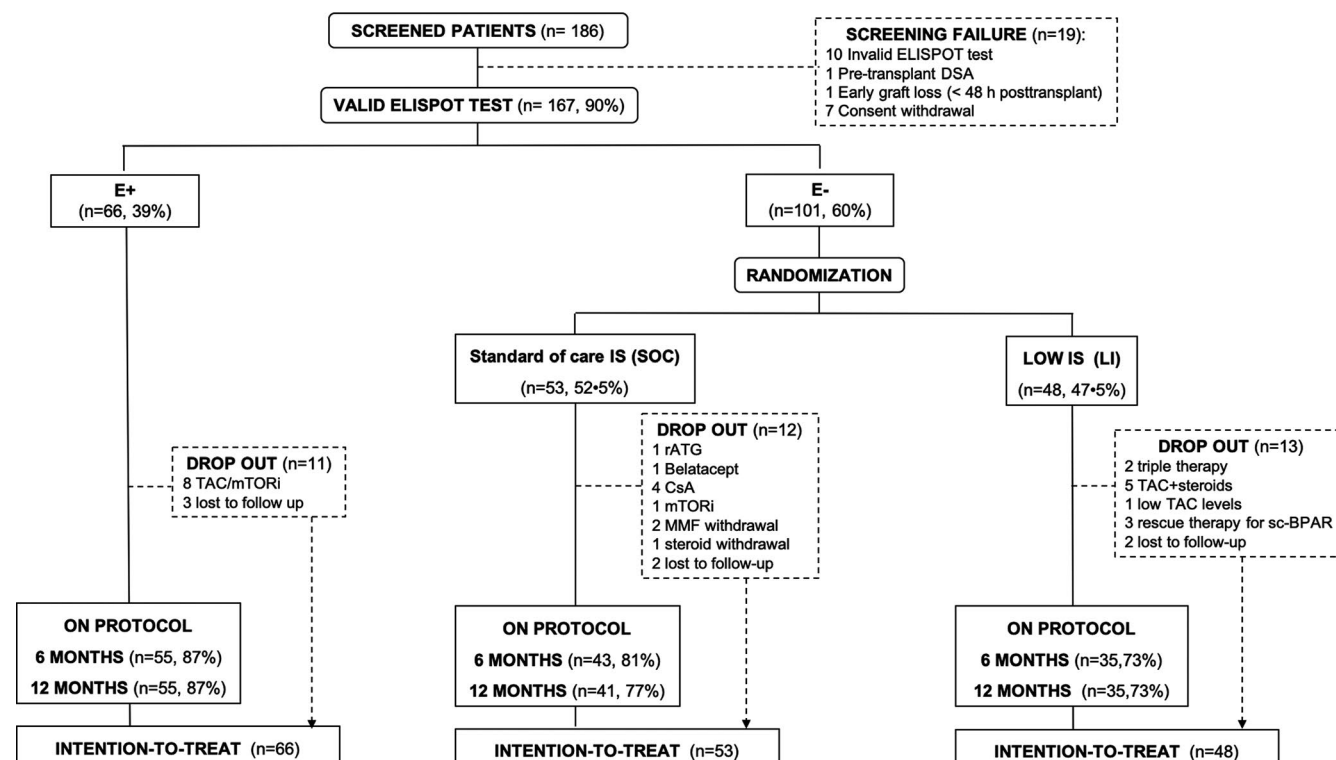 SCREENED PATIENTS (n= 186)
SCREENING FAILURE (n=19):
10 Invalid ELISPOT test
1 Pre-transplant DSA
1 Early graft loss (< 48 h posttransplant)
7 Consent withdrawal
VALID ELISPOT TEST (n= 167, 90%)
E+
(n=66, 39%)
E-
(n=101, 60%)
RANDOMIZATION
Standard of care IS (SOC)
(n=53, 52•5%)
LOW IS (LI)
(n=48, 47•5%)
DROP OUT (n=11)
8 TAC/mTORi
3 lost to follow up
DROP OUT (n=12)
1 rATG
1 Belatacept
4 CsA
1 mTORi
2 MMF withdrawal
1 steroid withdrawal
2 lost to follow-up
DROP OUT (n=13)
2 triple therapy
5 TAC+steroids
1 low TAC levels
3 rescue therapy for sc-BPAR
2 lost to follow-up
ON PROTOCOL
6 MONTHS (n=55, 87%)
12 MONTHS (n=55, 87%)
ON PROTOCOL
6 MONTHS (n=43, 81%)
12 MONTHS (n=41, 77%)
ON PROTOCOL
6 MONTHS (n=35,73%)
12 MONTHS (n=35,73%)
INTENTION-TO-TREAT (n=66)
INTENTION-TO-TREAT (n=53)
INTENTION-TO-TREAT (n=48)